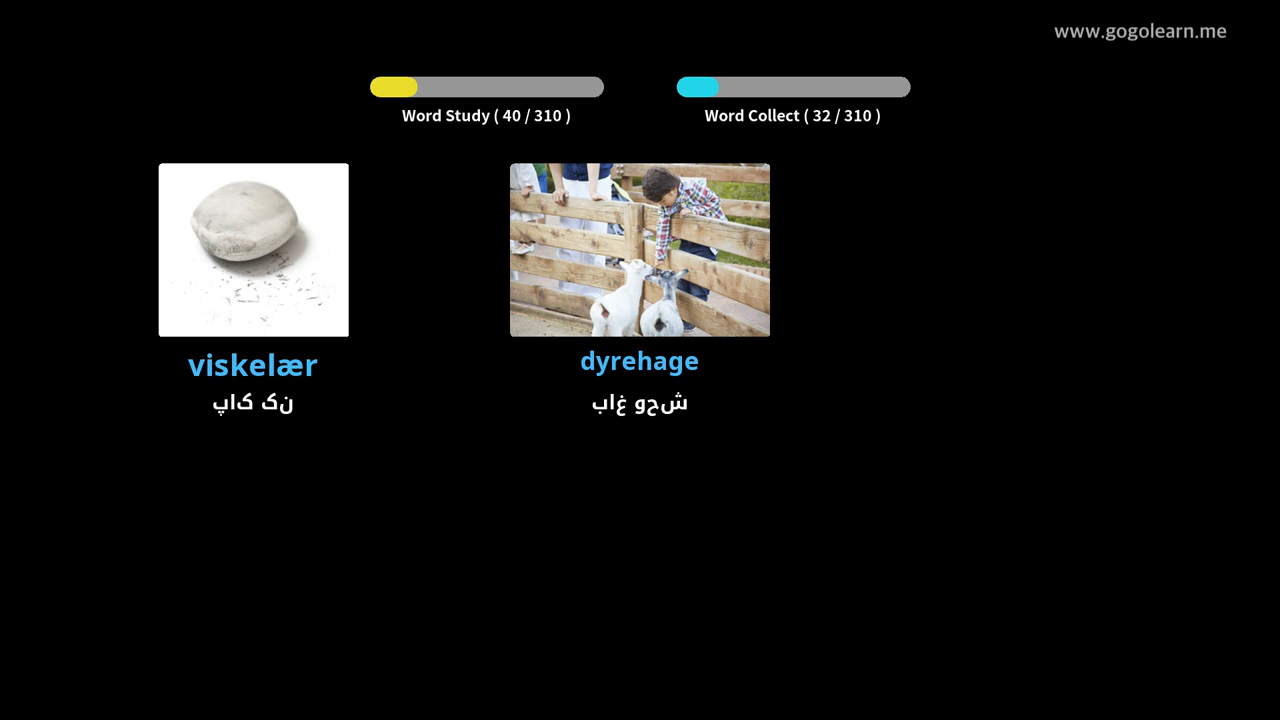 www.gogolearn.me
Word Study ( 40 / 310 )
Word Collect ( 32 / 310 )
viskelær
نک کاپ
dyrehage
شحو غاب